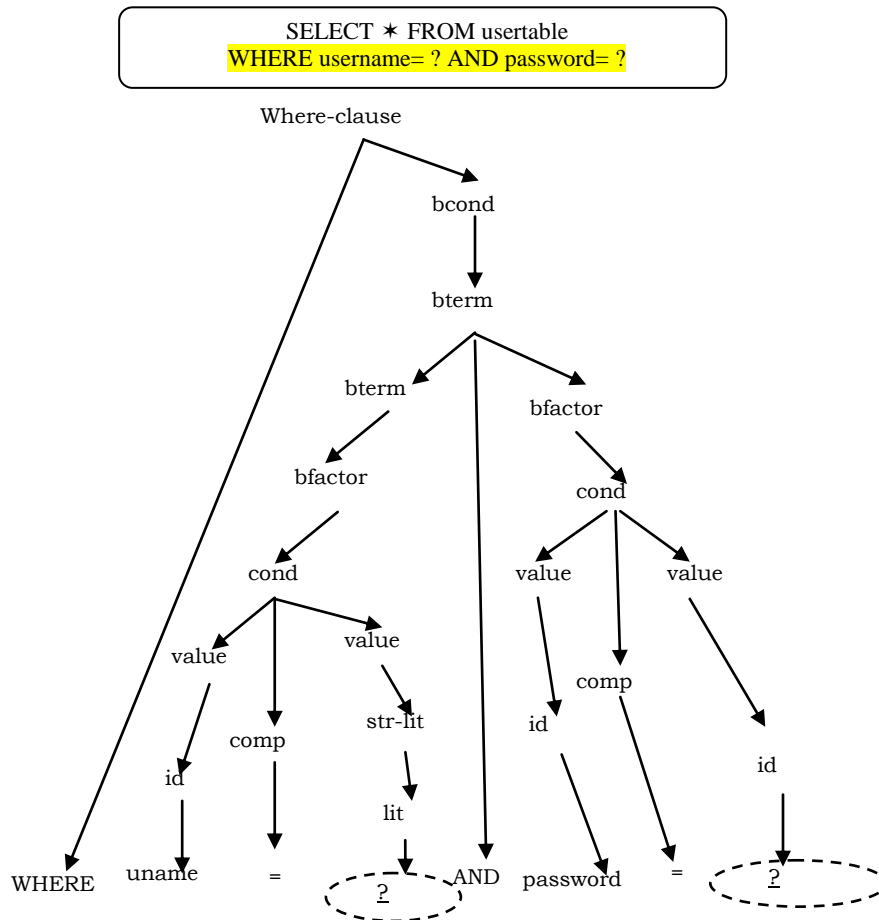 SELECT ✶ FROM usertable
WHERE username= ? AND password= ?
Where-clause
bcond
bterm
bterm
bfactor
bfactor
cond
cond
value
value
value
value
comp
str-lit
id
comp
id
id
lit
WHERE
uname
=
?
AND
password
=
?